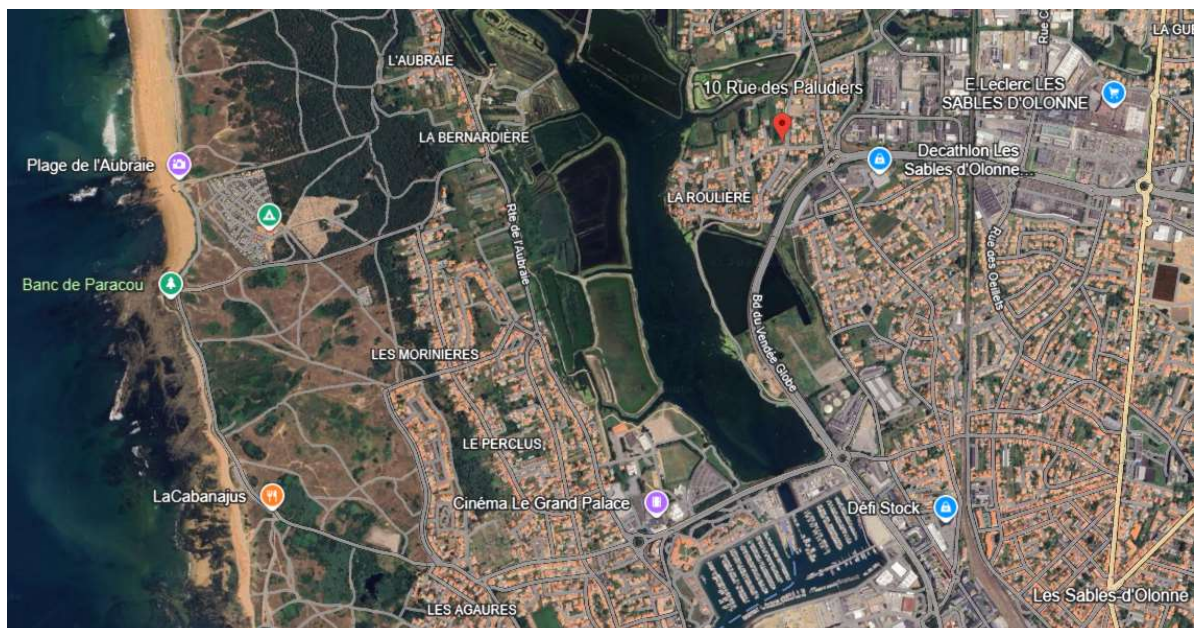 L'AUBRAIE
LA GUÉ
Rue C
10 Rue des Paludiers
E.Leclerc LES
SABLES D'OLONNE
LA BERNARDIÈRE
Plage de l'Aubraie
Decathlon Les
Sables d'Olonne...
LA ROULIÈRE
Rte de l'Aubraie
Rue des Oeillets
Banc de Paracou
Bd du Vendée Globe
LES MORINIÈRES
LE PERCLUS
LaCabanajus
Cinéma Le Grand Palace
Défi Stock
Les Sables-d'Olonne
LES AGAURES